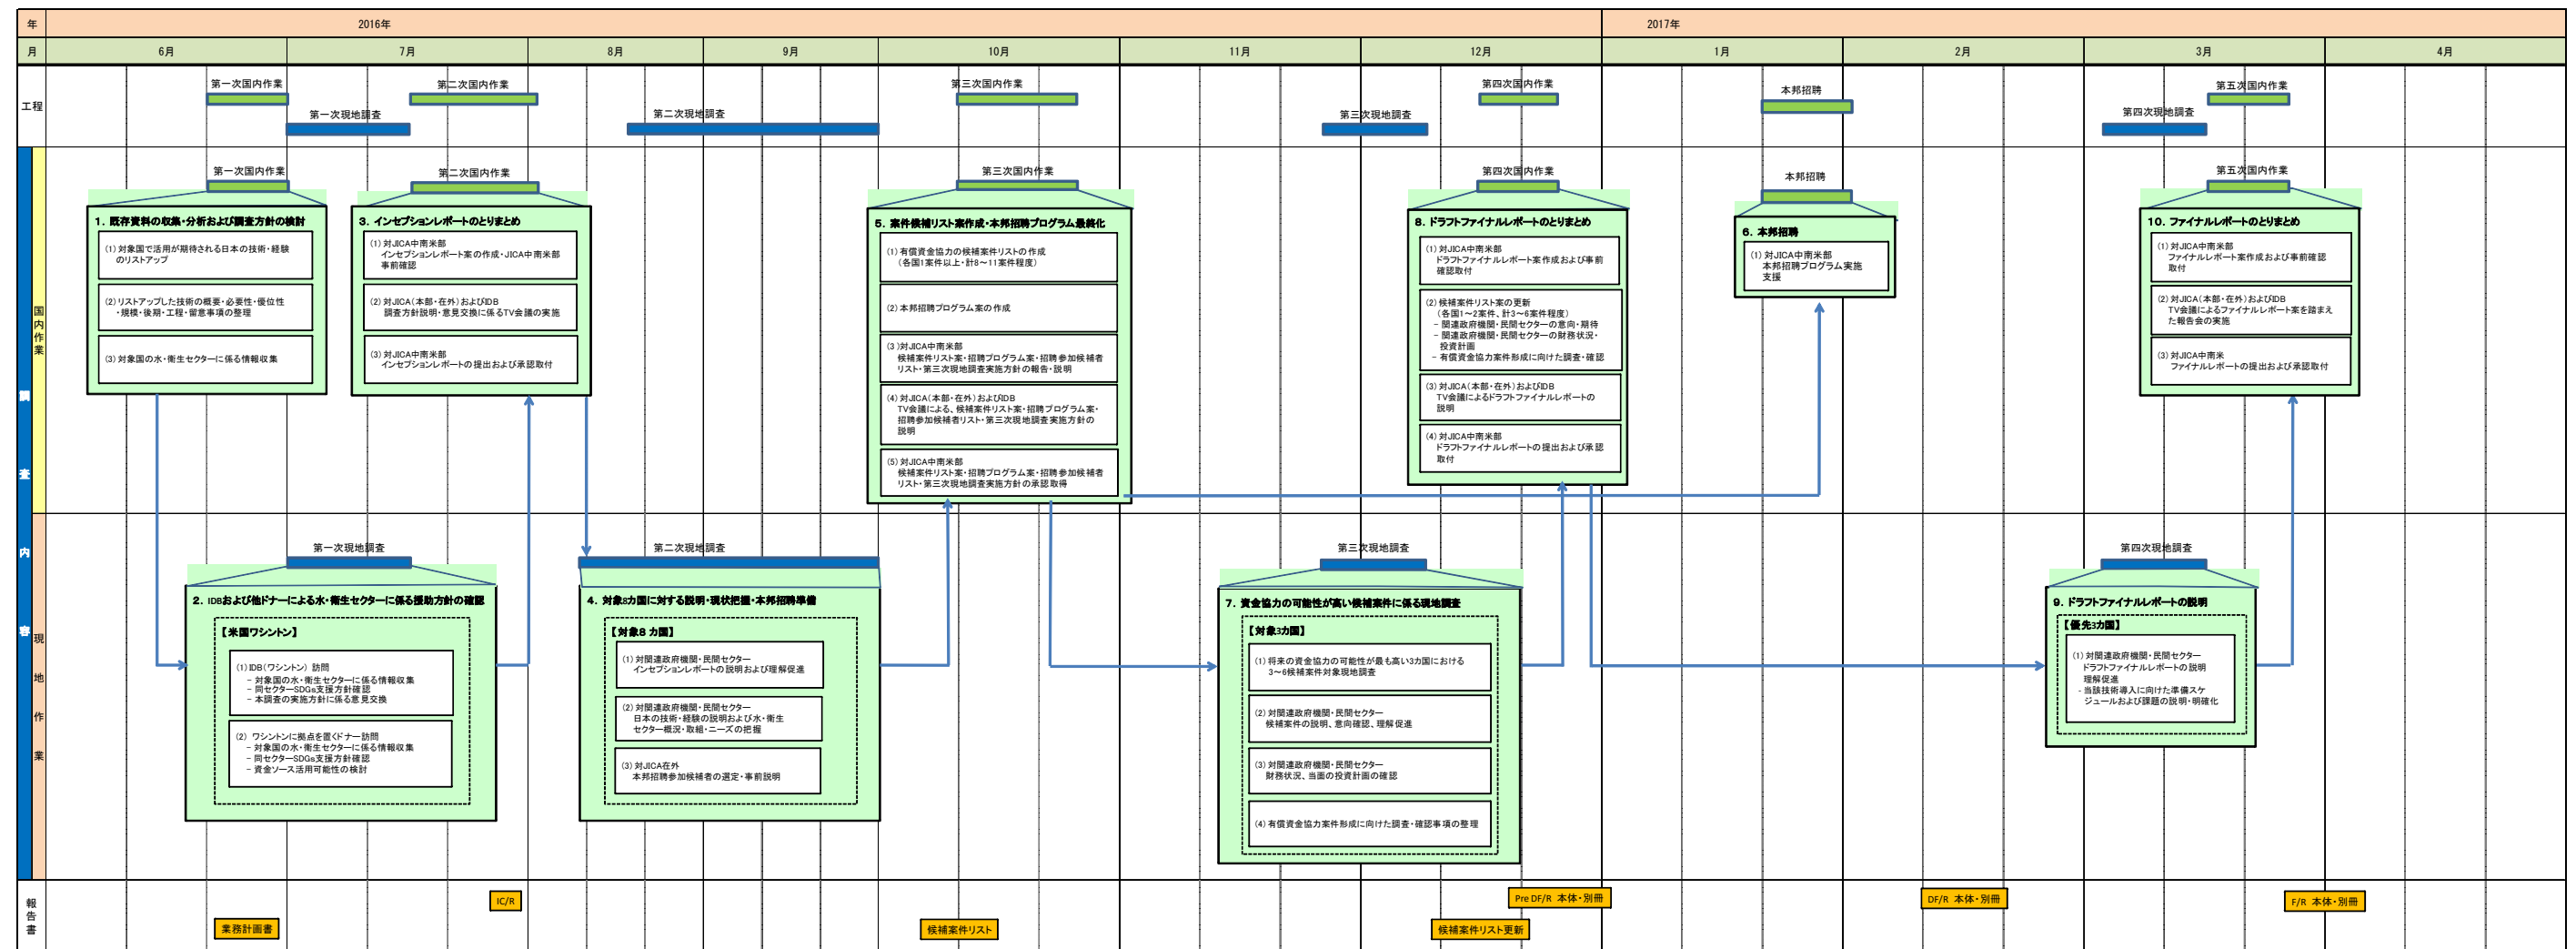 年
2016年
2017年
月
6月
7月
8月
9月
10月
11月
12月
1月
2月
3月
4月
工程
第一次国内作業
第二次国内作業
第三次国内作業
第四次国内作業
本邦招聘
第五次国内作業
第一次現地調査
第二次現地調査
第三次現地調査
第四次現地調査
調査内容
国内作業
第一次国内作業
1. 既存資料の収集・分析および調査方針の検討
(1) 対象国で活用が期待される日本の技術・経験
のリストアップ
(2) リストアップした技術の概要・必要性・優位性
・規模・後期・工程・留意事項の整理
(3) 対象国の水・衛生セクターに係る情報収集
第二次国内作業
3. インセプションレポートのとりまとめ
(1) 対JICA中南米部
インセプションレポート案の作成・JICA中南米部
事前確認
(2) 対JICA(本部・在外)およびIDB
調査方針説明・意見交換に係るTV会議の実施
(3) 対JICA中南米部
インセプションレポートの提出および承認取付
第三次国内作業
5. 案件候補リスト案作成・本邦招聘プログラム最終化
(1) 有償資金協力の候補案件リストの作成
(各国1案件以上・計8～11案件程度)
(2) 本邦招聘プログラム案の作成
(3 )対JICA中南米部
候補案件リスト案・招聘プログラム案・招聘参加候補者
リスト・第三次現地調査実施方針の報告・説明
(4) 対JICA(本部・在外)およびIDB
TV会議による、候補案件リスト案・招聘プログラム案・
招聘参加候補者リスト・第三次現地調査実施方針の
説明
(5) 対JICA中南米部
候補案件リスト案・招聘プログラム案・招聘参加候補者
リスト・第三次現地調査実施方針の承認取得
第四次国内作業
8. ドラフトファイナルレポートのとりまとめ
(1) 対JICA中南米部
ドラフトファイナルレポート案作成および事前
確認取付
(2) 候補案件リスト案の更新
(各国1～2案件、計3～6案件程度)
- 関連政府機関・民間セクターの意向・期待
- 関連政府機関・民間セクターの財務状況・
投資計画
- 有償資金協力案件形成に向けた調査・確認
(3) 対JICA(本部・在外)およびIDB
TV会議によるドラフトファイナルレポートの
説明
(4) 対JICA中南米部
ドラフトファイナルレポートの提出および承認
取付
本邦招聘
6. 本邦招聘
(1) 対JICA中南米部
本邦招聘プログラム実施
支援
第五次国内作業
10. ファイナルレポートのとりまとめ
(1) 対JICA中南米部
ファイナルレポート案作成および事前確認
取付
(2) 対JICA(本部・在外)およびIDB
TV会議によるファイナルレポート案を踏まえ
た報告会の実施
(3) 対JICA中南米
ファイナルレポートの提出および承認取付
現地作業
第一次現地調査
2. IDBおよび他ドナーによる水・衛生セクターに係る援助方針の確認
【米国ワシントン】
(1) IDB(ワシントン) 訪問
- 対象国の水・衛生セクターに係る情報収集
- 同セクターSDGs支援方針確認
- 本調査の実施方針に係る意見交換
(2) ワシントンに拠点を置くドナー訪問
- 対象国の水・衛生セクターに係る情報収集
- 同セクターSDGs支援方針確認
- 資金ソース活用可能性の検討
第二次現地調査
4. 対象8カ国に対する説明・現状把握・本邦招聘準備
【対象8 カ国】
(1) 対関連政府機関・民間セクター
インセプションレポートの説明および理解促進
(2) 対関連政府機関・民間セクター
日本の技術・経験の説明および水・衛生
セクター概況・取組・ニーズの把握
(3) 対JICA在外
本邦招聘参加候補者の選定・事前説明
第三次現地調査
7. 資金協力の可能性が高い候補案件に係る現地調査
【対象3カ国】
(1) 将来の資金協力の可能性が最も高い3カ国における
3～6候補案件対象現地調査
(2) 対関連政府機関・民間セクター
候補案件の説明、意向確認、理解促進
(3) 対関連政府機関・民間セクター
財務状況、当面の投資計画の確認
(4) 有償資金協力案件形成に向けた調査・確認事項の整理
第四次現地調査
9. ドラフトファイナルレポートの説明
【優先3カ国】
(1) 対関連政府機関・民間セクター
ドラフトファイナルレポートの説明
理解促進
- 当該技術導入に向けた準備スケ
ジュールおよび課題の説明・明確化
報告書
業務計画書
IC/R
候補案件リスト
候補案件リスト更新
Pre DF/R 本体・別冊
DF/R 本体・別冊
F/R 本体・別冊